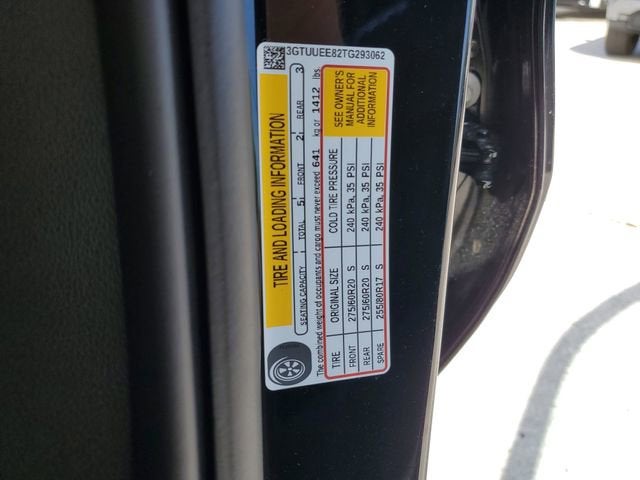 3GTUUEE82TG293062
TIRE AND LOADING INFORMATION
SEATING CAPACITY TOTAL 5 FRONT 2 REAR 3
The combined weight of occupants and cargo must never exceed 641 kg or 1412 lbs.
TIRE ORIGINAL SIZE COLD TIRE PRESSURE
FRONT 275/60R20 S 240 kPa, 35 PSI
REAR 275/60R20 S 240 kPa, 35 PSI
SPARE 255/80R17 S 240 kPa, 35 PSI
SEE OWNER'S
MANUAL FOR
ADDITIONAL
INFORMATION